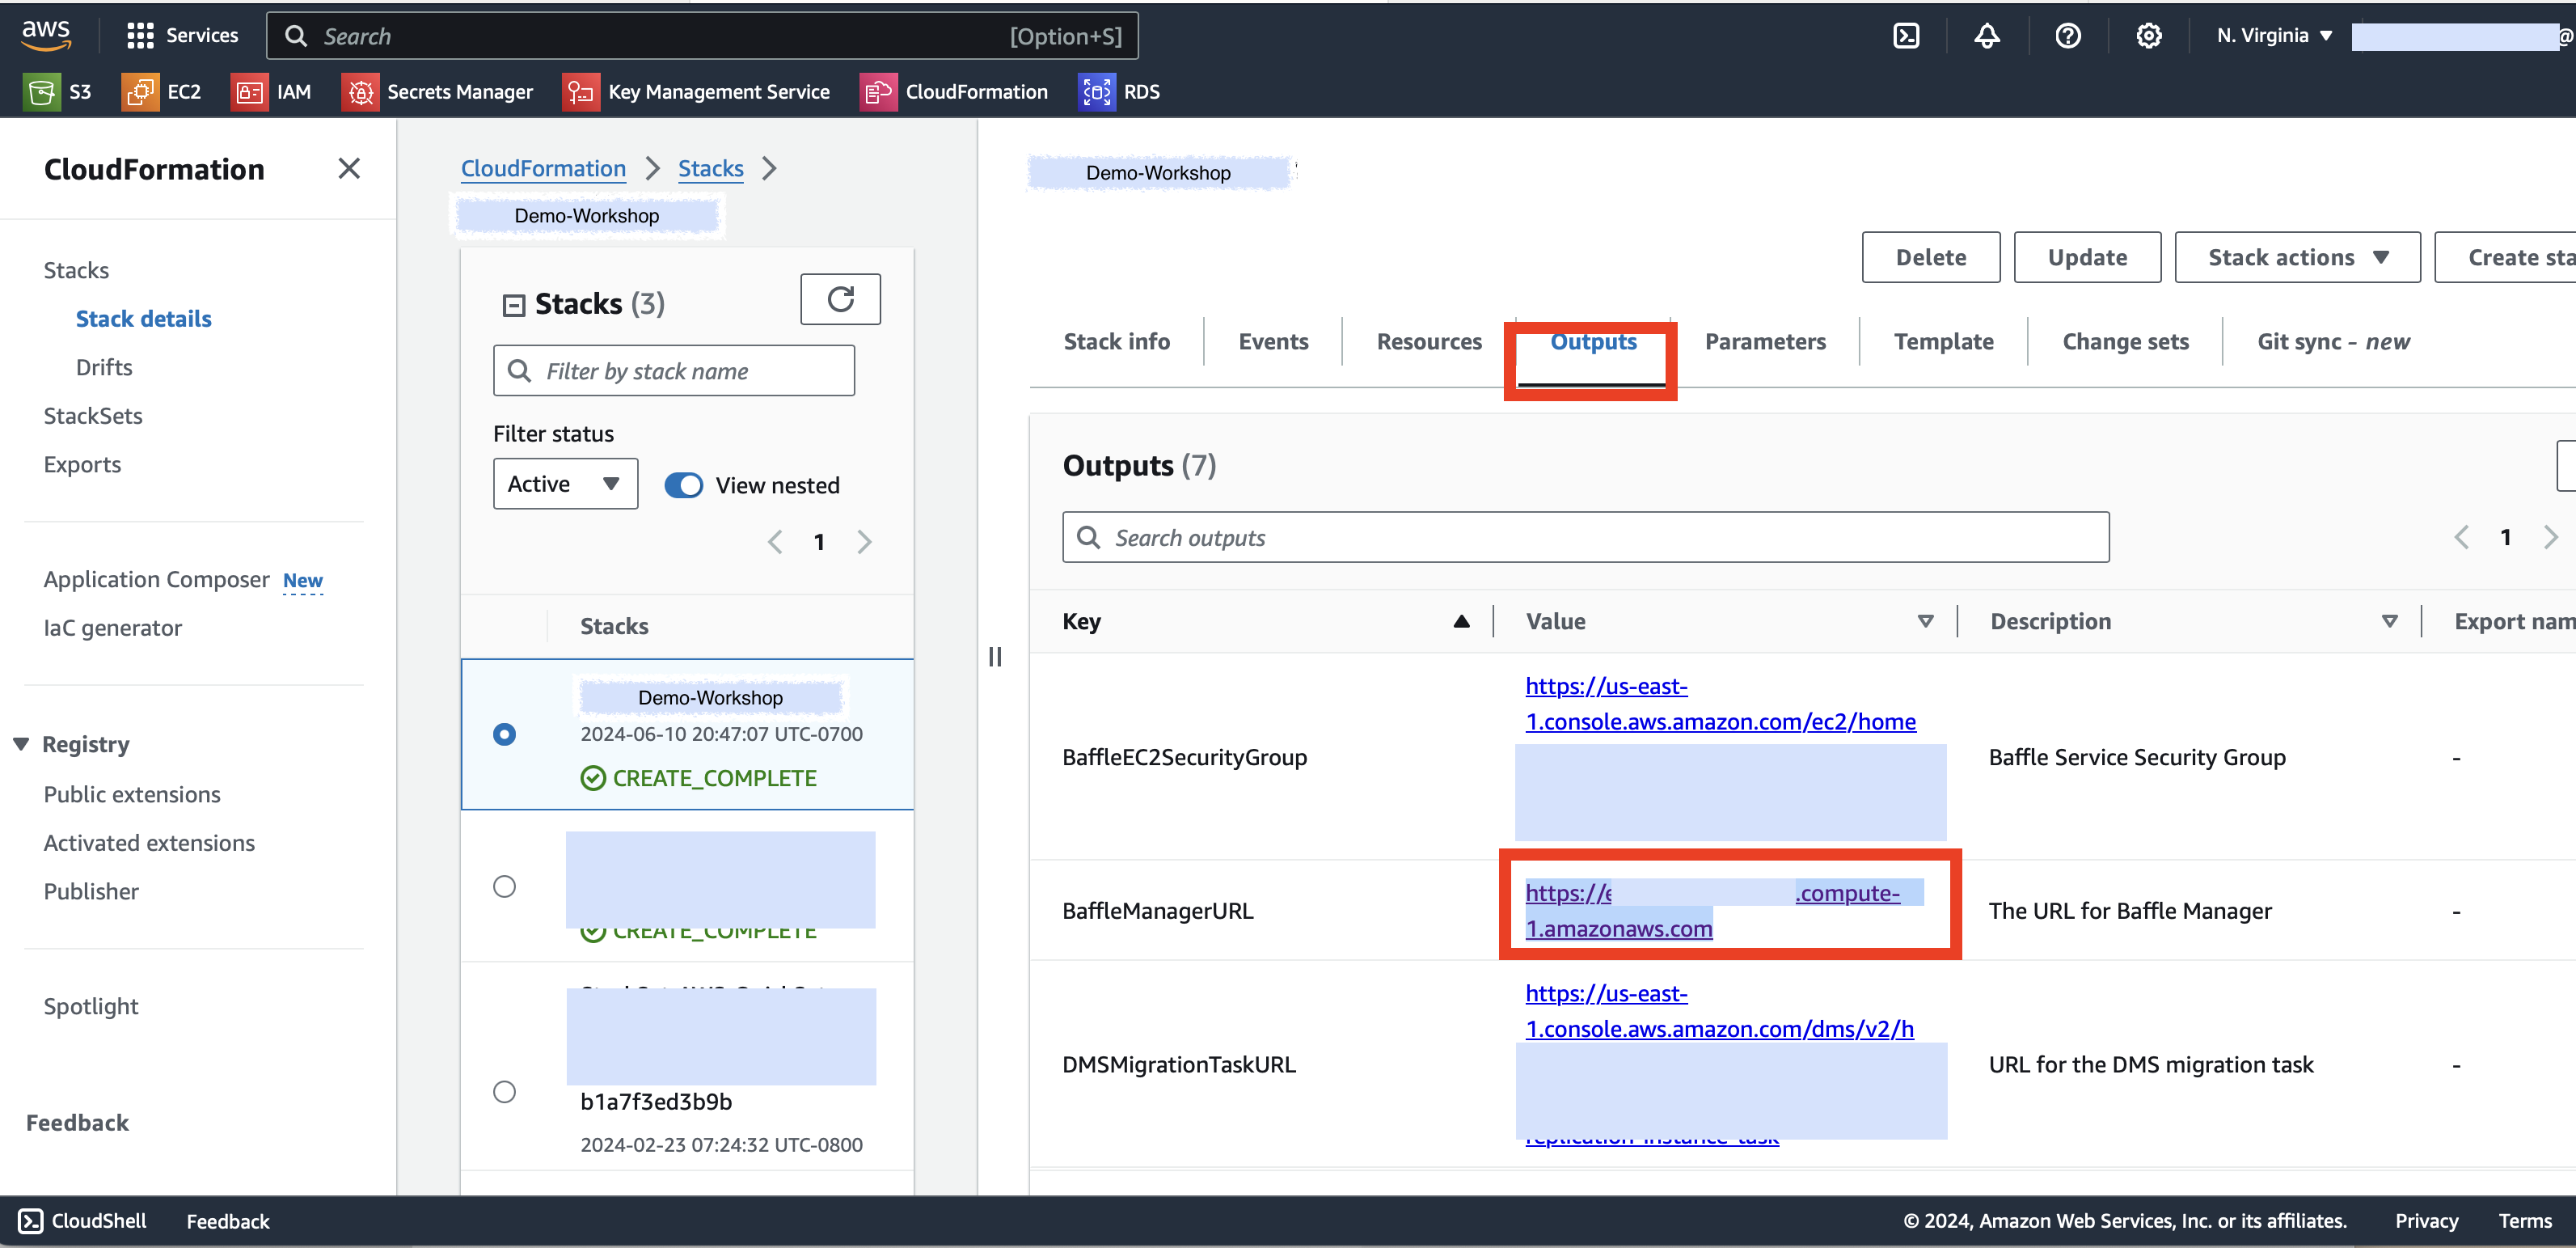 aws
Services
Search
[Option+S]
N. Virginia
@
S3
EC2
IAM
Secrets Manager
Key Management Service
CloudFormation
RDS
CloudFormation
Stacks
Stack details
Drifts
StackSets
Exports
Application Composer New
IaC generator
Registry
Public extensions
Activated extensions
Publisher
Spotlight
Feedback
CloudFormation
Stacks
Demo-Workshop
Stacks (3)
Filter by stack name
Filter status
Active
View nested
1
Stacks
Demo-Workshop
2024-06-10 20:47:07 UTC-0700
CREATE_COMPLETE
CREATE_COMPLETE
b1a7f3ed3b9b
2024-02-23 07:24:32 UTC-0800
Demo-Workshop
Delete
Update
Stack actions
Create sta
Stack info
Events
Resources
Outputs
Parameters
Template
Change sets
Git sync - new
Outputs (7)
Search outputs
1
Key
Value
Description
Export nam
BaffleEC2SecurityGroup
https://us-east-
1.console.aws.amazon.com/ec2/home
Baffle Service Security Group
-
BaffleManagerURL
https://e .compute-
1.amazonaws.com
The URL for Baffle Manager
-
DMSMigrationTaskURL
https://us-east-
1.console.aws.amazon.com/dms/v2/h
replication-instance-task
URL for the DMS migration task
-
CloudShell
Feedback
© 2024, Amazon Web Services, Inc. or its affiliates.
Privacy
Terms